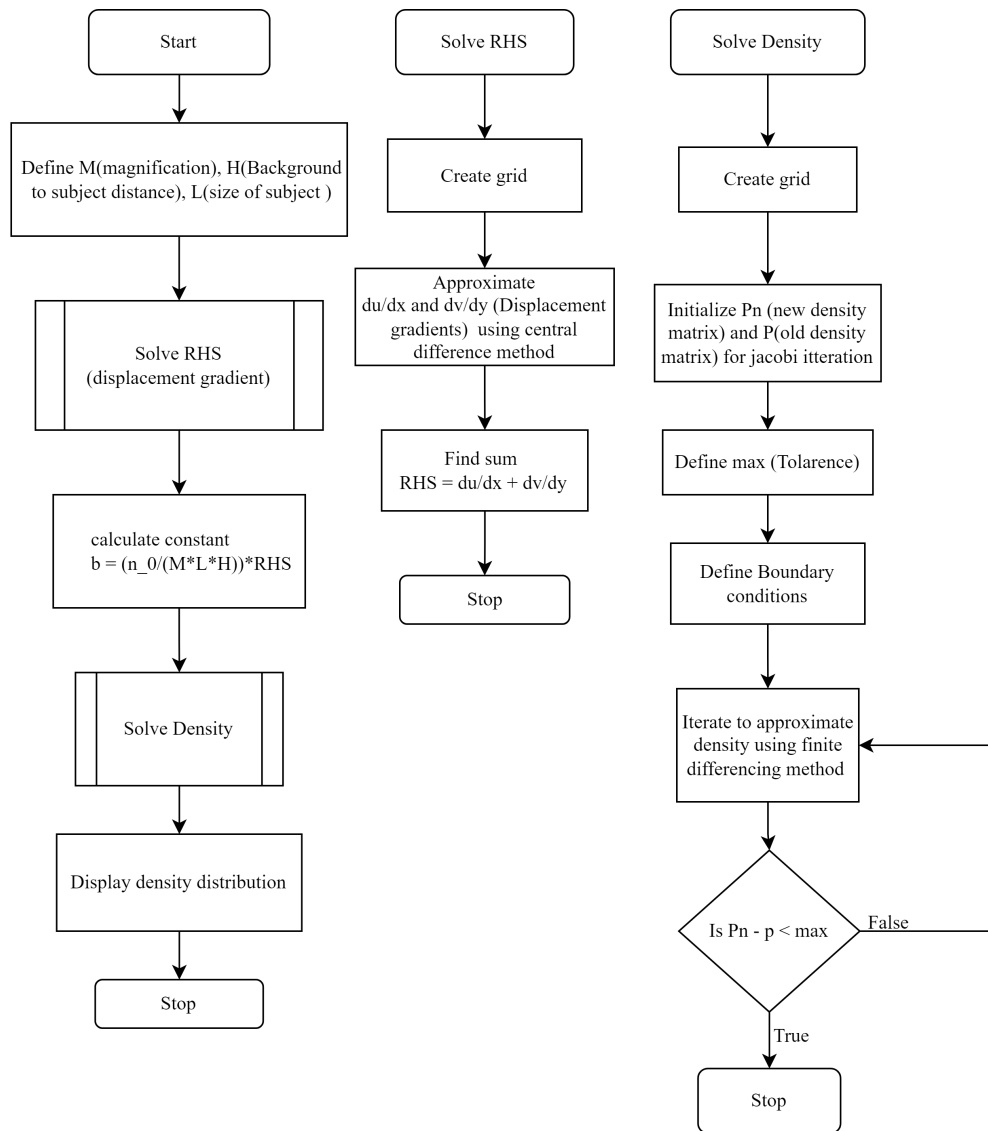 Start
Define M(magnification), H(Background
to subject distance), L(size of subject )
Solve RHS
(displacement gradient)
calculate constant
b = (n_0/(M*L*H))*RHS
Solve Density
Display density distribution
Stop
Solve RHS
Create grid
Approximate
du/dx and dv/dy (Displacement
gradients)  using central
difference method
Find sum
RHS = du/dx + dv/dy
Stop
Solve Density
Create grid
Initialize Pn (new density
matrix) and P(old density
matrix) for jacobi itteration
Define max (Tolarence)
Define Boundary
conditions
Iterate to approximate
density using finite
differencing method
Is Pn - p < max
False
True
Stop